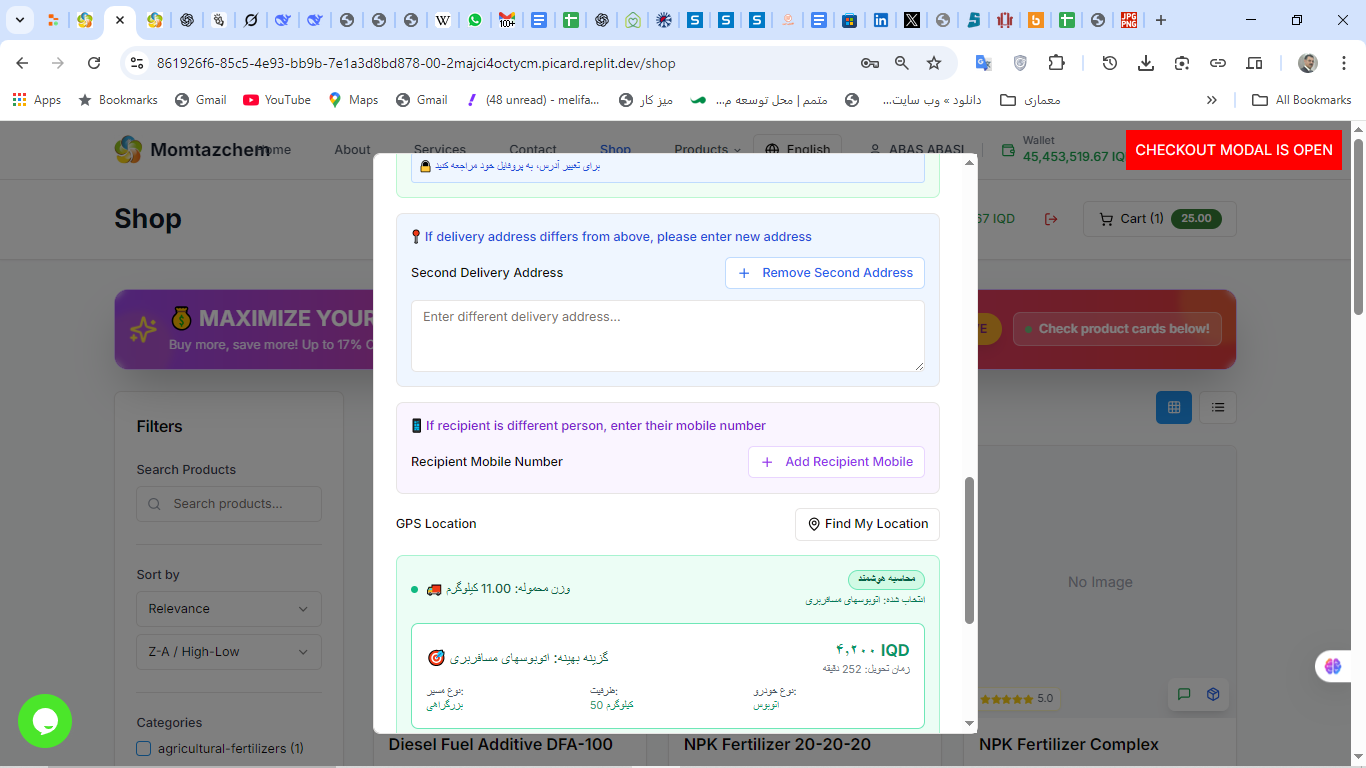 861926f6-85c5-4e93-bb9b-7e1a3d8bd878-00-2majci4octycm.picard.replit.dev/shop
Apps
Bookmarks
Gmail
YouTube
Maps
Gmail
(48 unread) - melifa...
میز کار
متمم | محل توسعه م...
دانلود » وب سایت...
معماری
»
All Bookmarks
Momtazchem
Home
About
Services
Contact
Shop
Products
English
ABAS ABASI
Wallet
45,453,519.67 IQ
CHECKOUT MODAL IS OPEN
Shop
67 IQD
Cart (1) 25.00
💰 MAXIMIZE YOUR
Buy more, save more! Up to 17%
Check product cards below!
Filters
Search Products
Search products...
Sort by
Relevance
Z-A / High-Low
Categories
agricultural-fertilizers (1)
🔒 برای تغییر آدرس، به پروفایل خود مراجعه کنید
📍 If delivery address differs from above, please enter new address
Second Delivery Address
+ Remove Second Address
Enter different delivery address...
📱 If recipient is different person, enter their mobile number
Recipient Mobile Number
+ Add Recipient Mobile
GPS Location
Find My Location
🚚 وزن محموله: 11.00 کیلوگرم
محاسبه هوشمند
انتخاب شده: اتوبوسهای مسافربری
🎯 گزینه بهینه: اتوبوسهای مسافربری
۴,۲۰۰ IQD
زمان تحویل: 252 دقیقه
نوع مسیر:
بزرگراهی
ظرفیت:
50 کیلوگرم
نوع خودرو:
اتوبوس
No Image
5.0
Diesel Fuel Additive DFA-100
NPK Fertilizer 20-20-20
NPK Fertilizer Complex